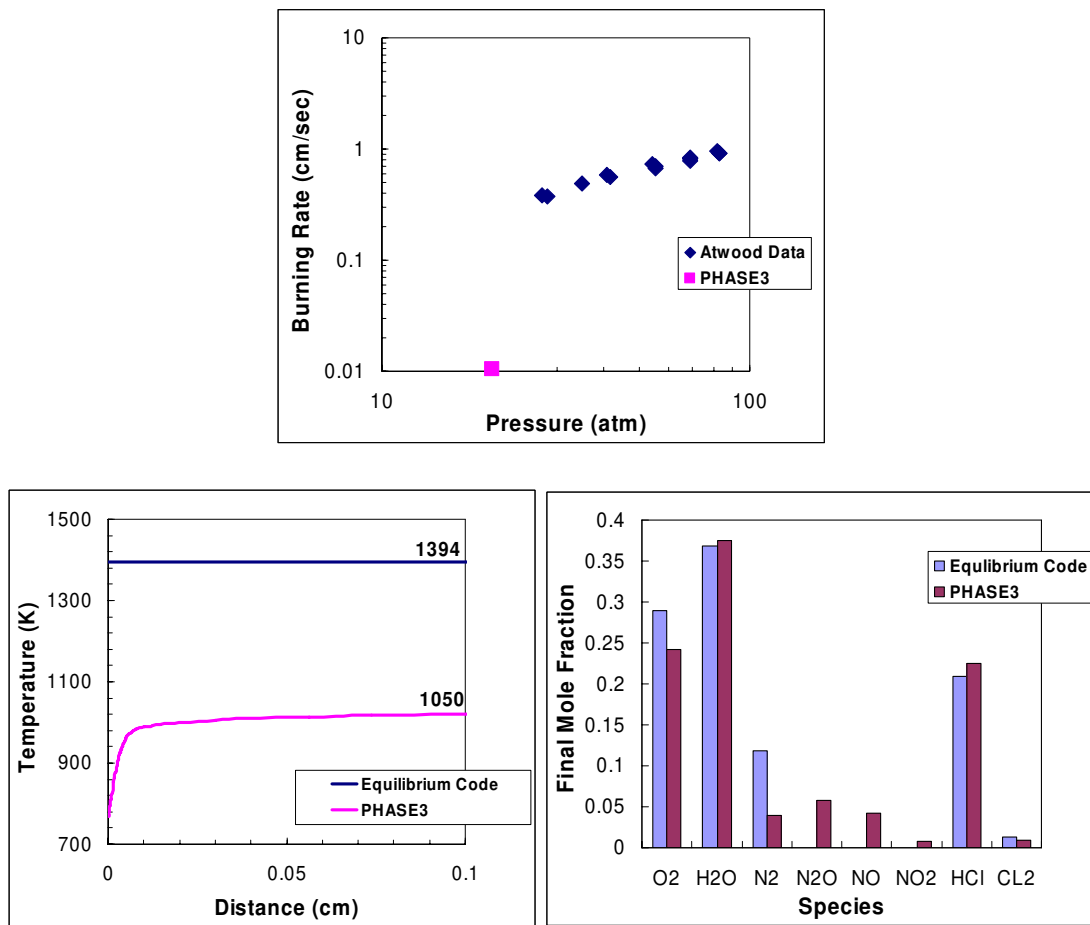 10
1
0.1
0.01
Burning Rate (cm/sec)
10
100
Pressure (atm)
Atwood Data
PHASE3
1500
1300
1100
900
700
Temperature (K)
1394
1050
Equilibrium Code
PHASE3
0
0.05
0.1
Distance (cm)
0.4
0.35
0.3
0.25
0.2
0.15
0.1
0.05
0
Final Mole Fraction
Equlibrium Code
PHASE3
O2 H2O N2 N2O NO NO2 HCl CL2
Species